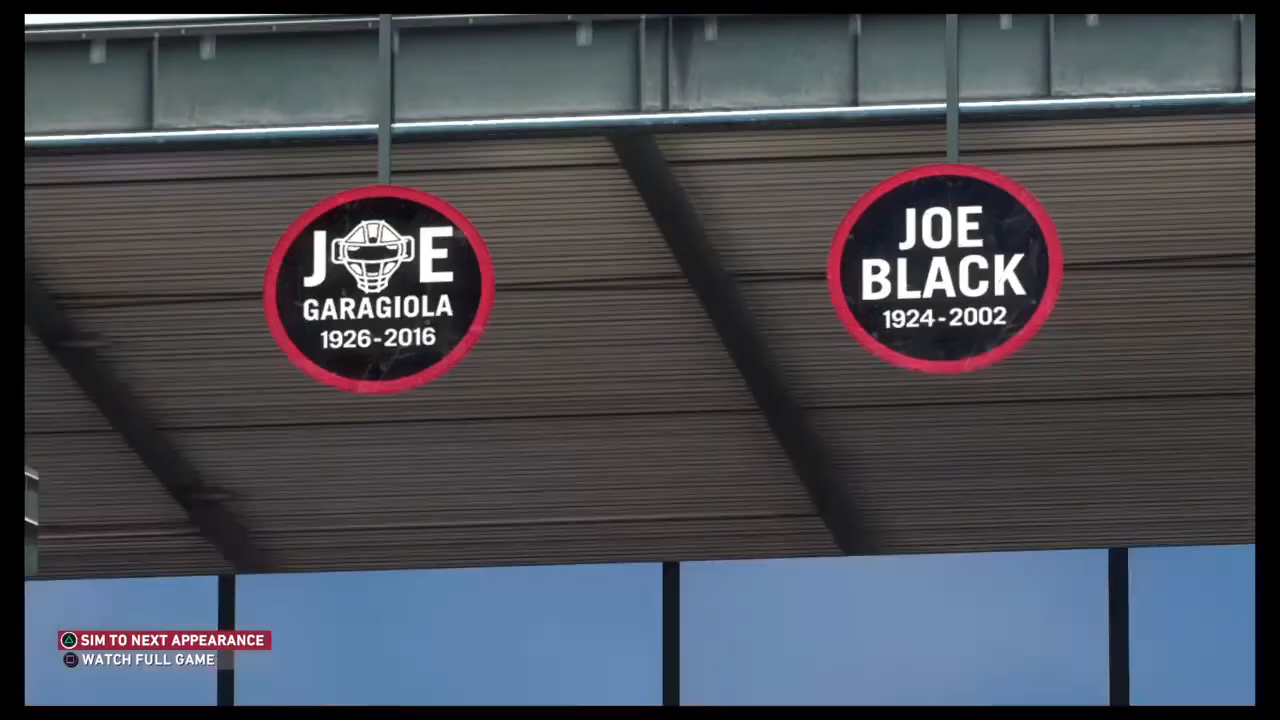 J E
GARAGIOLA
1926-2016
JOE
BLACK
1924-2002
SIM TO NEXT APPEARANCE
WATCH FULL GAME